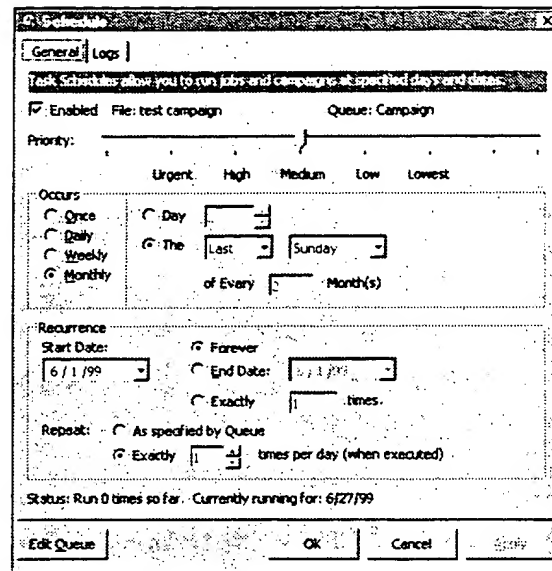 Schedule
General Logs
Task Schedules allow you to run jobs and campaigns at specified days and dates.
Enabled File: test campaign Queue: Campaign
Priority:
Urgent High Medium Low Lowest
Occurs
Once
Daily
Weekly
Monthly
Day
The Last Sunday
of Every 2 Month(s)
Recurrence
Start Date:
6 / 1 /99
Forever
End Date: 6 / 1 /99
Exactly 1 times.
Repeat: As specified by Queue
Exactly 1 times per day (when executed)
Status: Run 0 times so far. Currently running for: 6/27/99
Edit Queue OK Cancel Apply